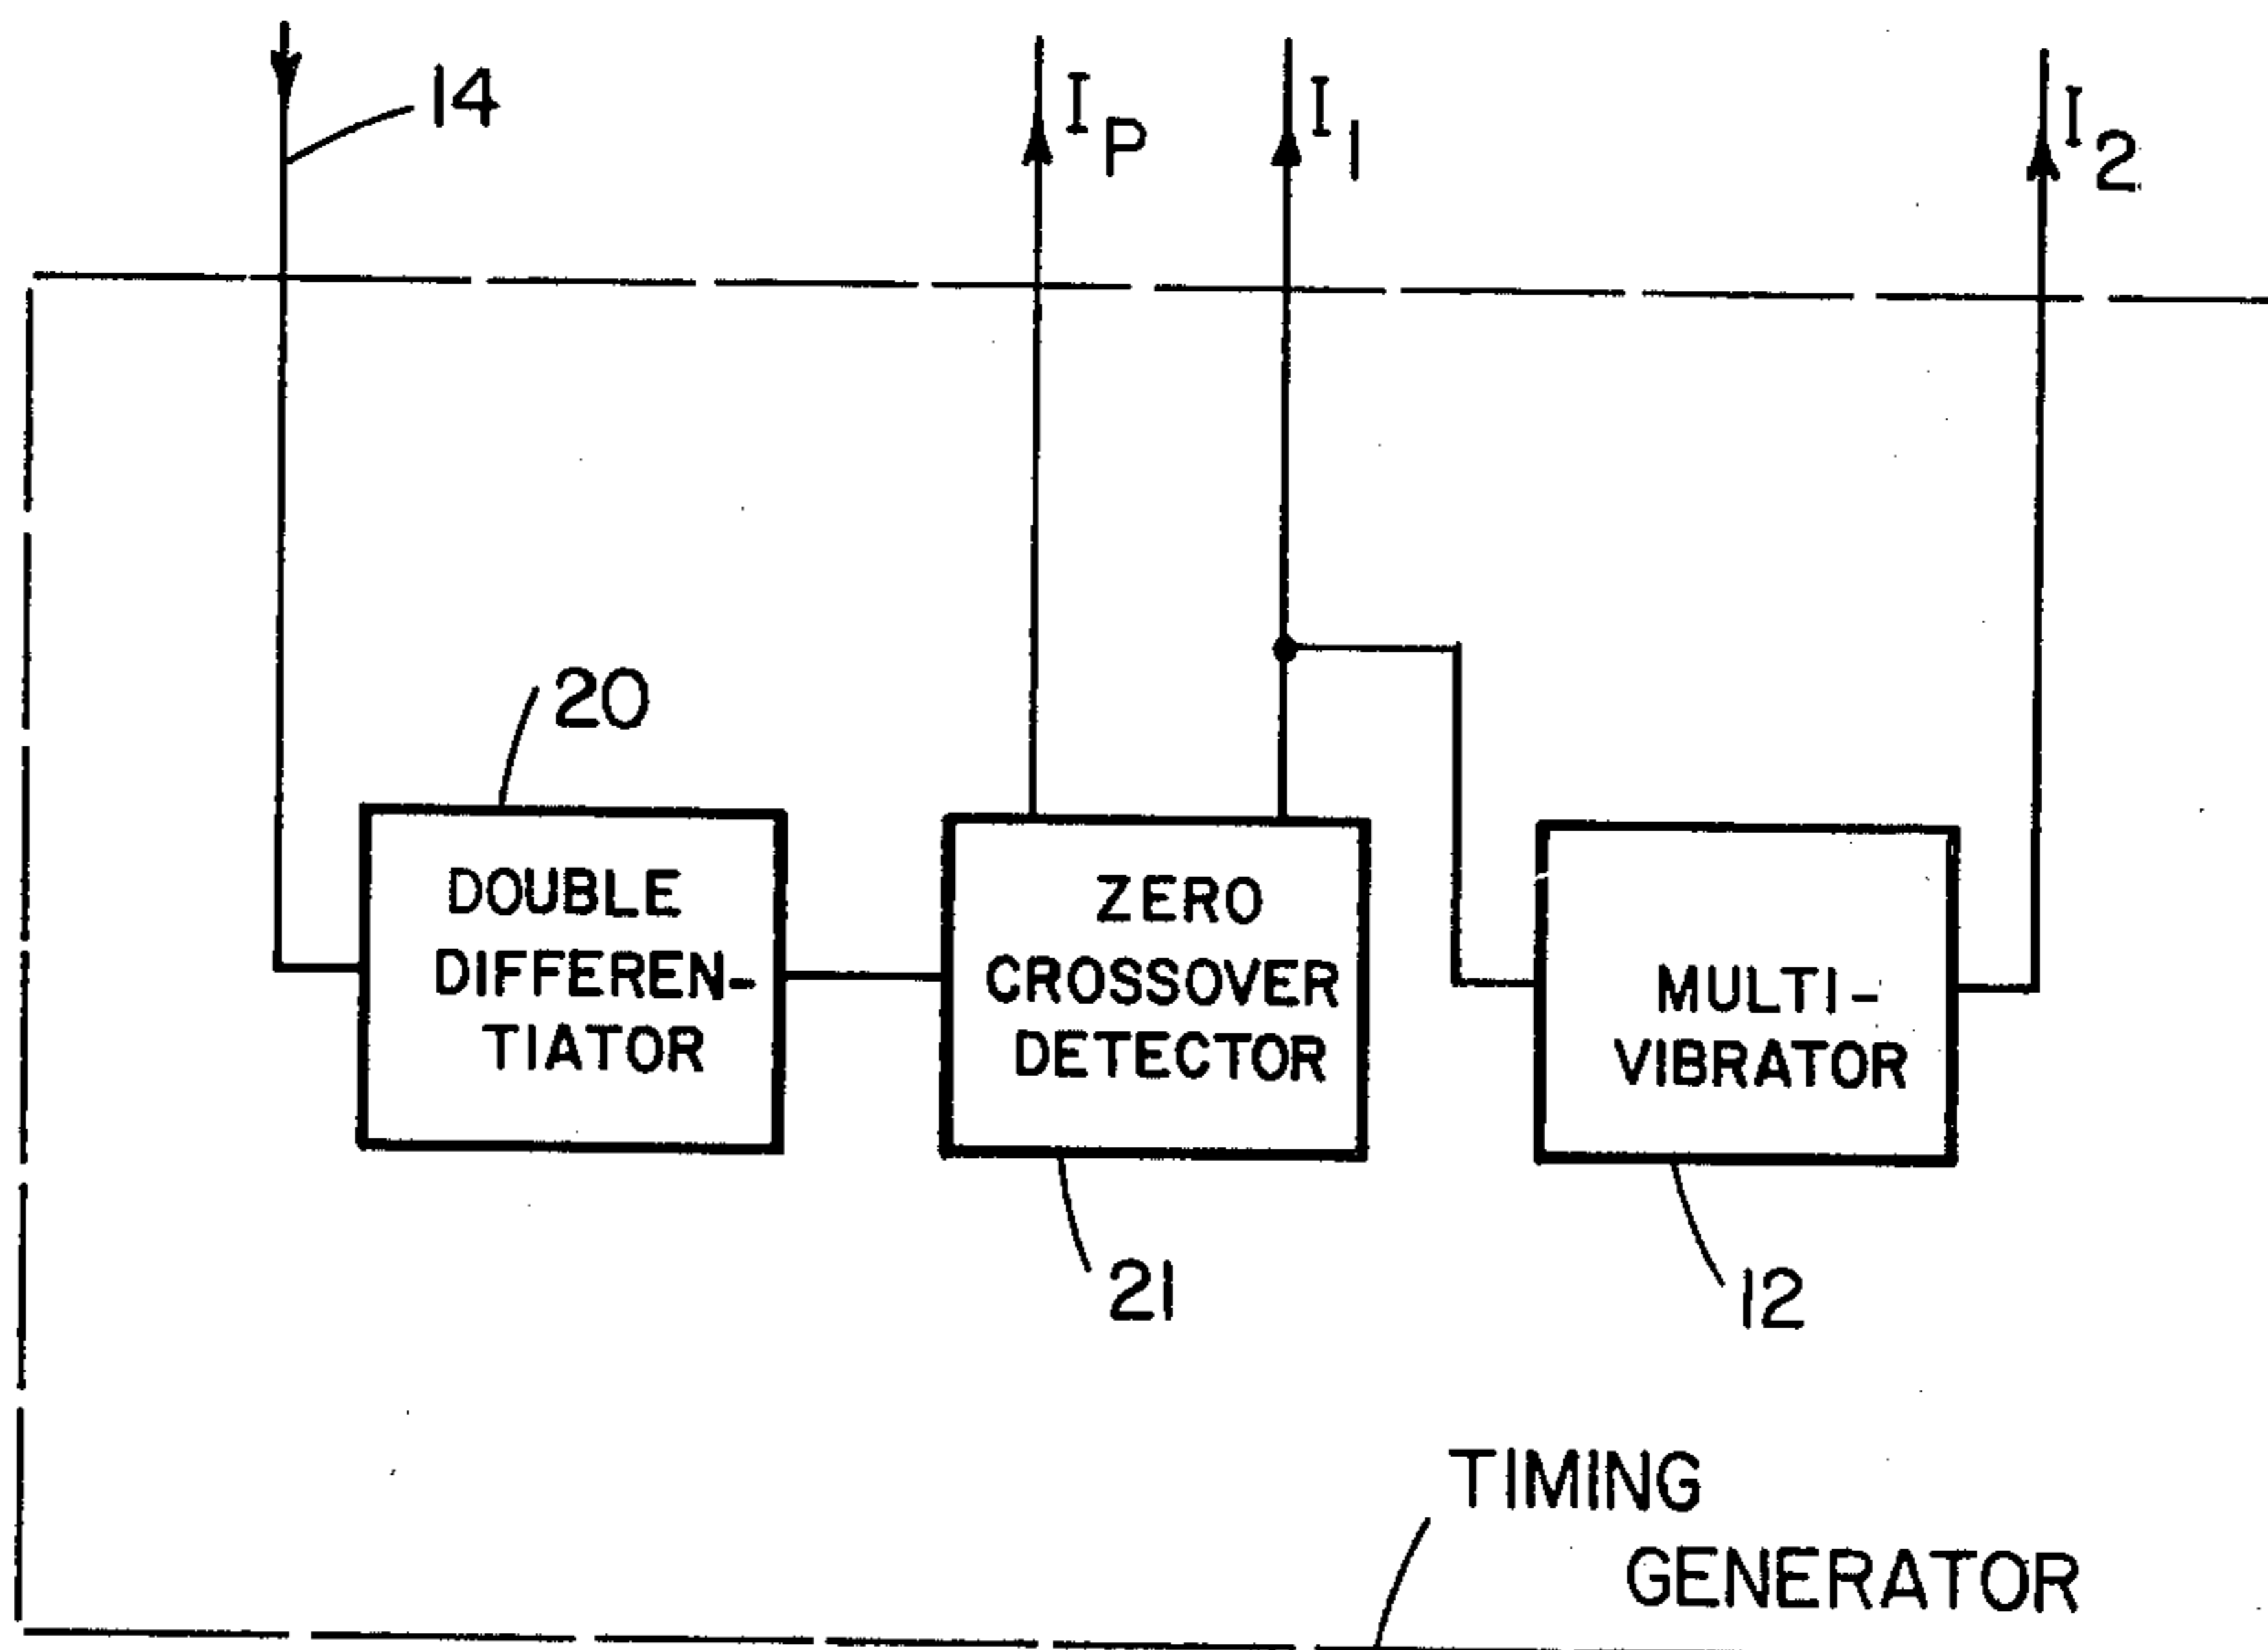 14
I P
I 1
I 2
20
DOUBLE
DIFFEREN-
TIATOR
ZERO
CROSSOVER
DETECTOR
MULTI-
VIBRATOR
21
12
TIMING
GENERATOR